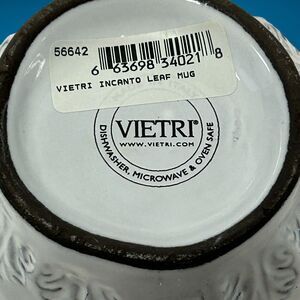 56642
6 63698 34021 8
VIETRI INCANTO LEAF MUG
VIETRI®
WWW.VIETRI.COM
DISHWASHER, MICROWAVE & OVEN SAFE